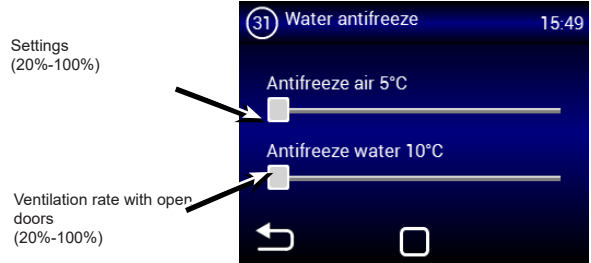 Settings
(20%-100%)
31 Water antifreeze 15:49
Antifreeze air 5°C
Antifreeze water 10°C
Ventilation rate with open
doors
(20%-100%)